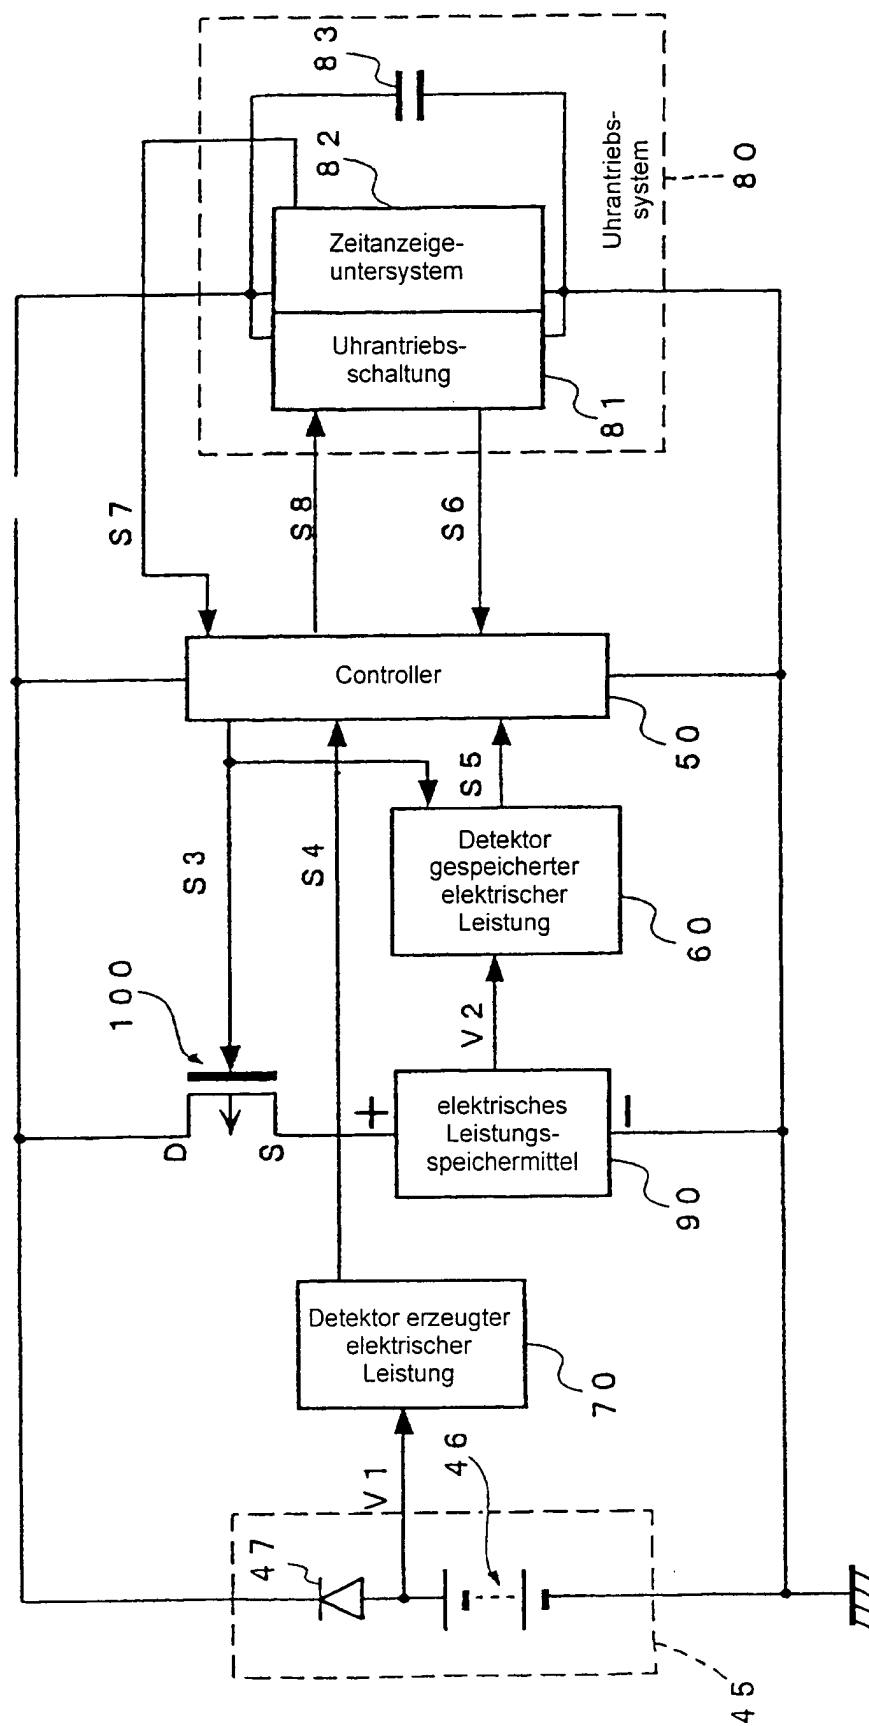 83
82
Zeitanzeige-
untersystem
Uhrantriebs-
system
80
Uhrantriebs-
schaltung
81
S7
S8
S6
Controller
50
S3
S4
S5
Detektor
gespeicherter
elektrischer
Leistung
60
100
V2
D
S
+
elektrisches
Leistungs-
speichermittel
−
90
Detektor erzeugter
elektrischer
Leistung
70
V1
46
47
45